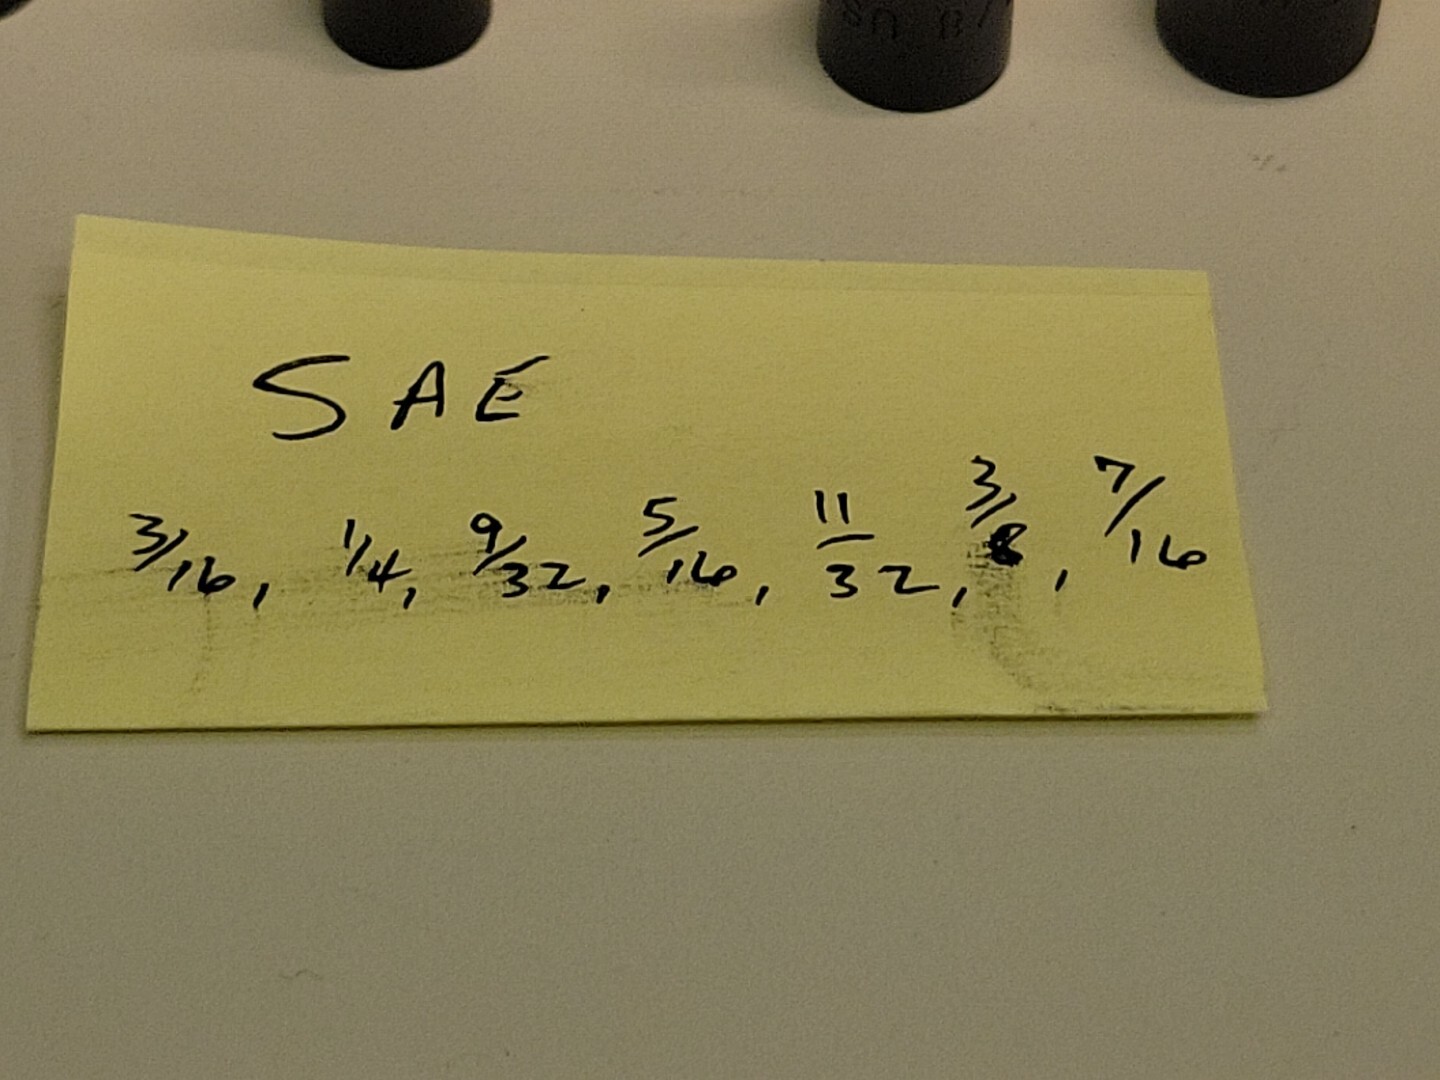 SAE
3/16, 1/4, 9/32, 5/16, 11/32, 3/8, 7/16